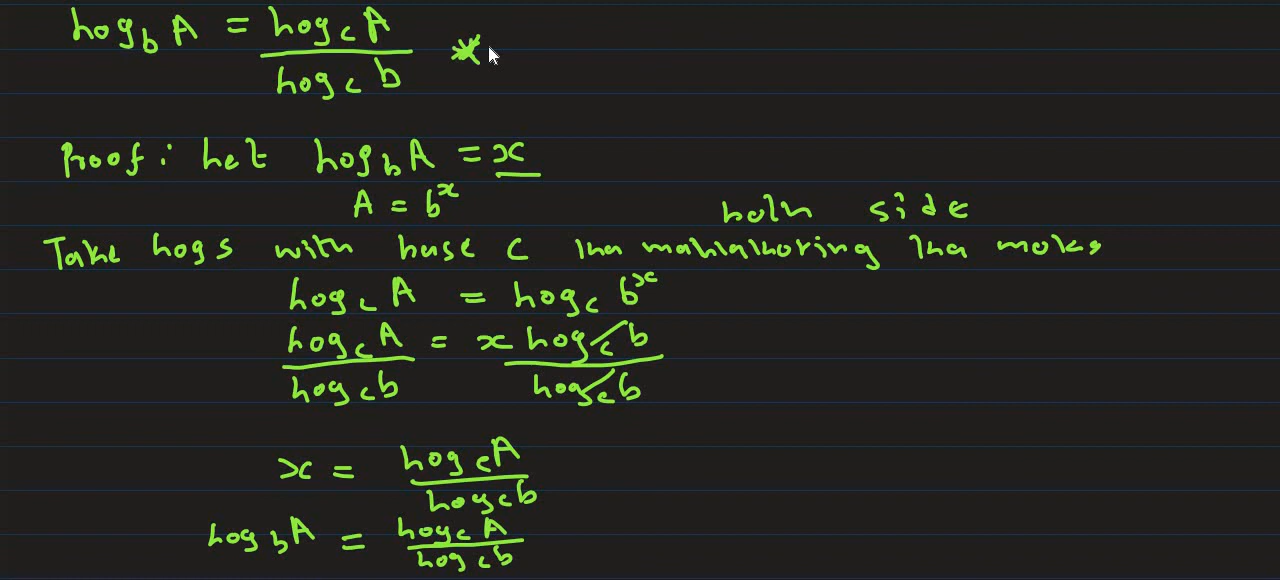 log_b A = log_c A / log_c b *
Proof: Let log_b A = x
A = b^x
both side
Take logs with base c
log_c A = log_c b^x
log_c A / log_c b = x log_c b / log_c b
x = log_c A / log_c b
log_b A = log_c A / log_c b